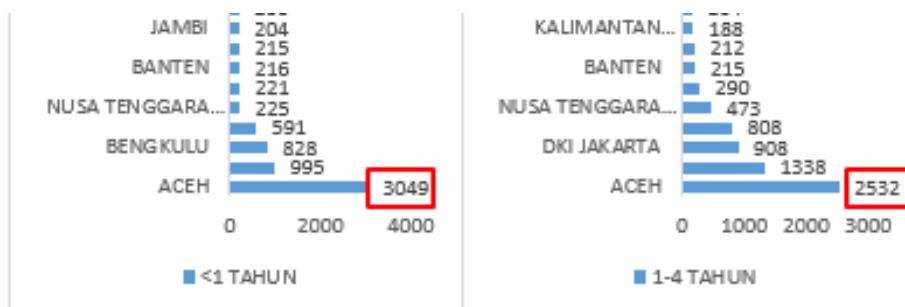 JAMBI 204
215
BANTEN 216
221
NUSA TENGGARA... 225
591
BENGKULU 828
995
ACEH 3049
0 2000 4000
<1 TAHUN
KALIMANTAN... 188
212
BANTEN 215
290
NUSA TENGGARA... 473
808
DKI JAKARTA 908
1338
ACEH 2532
0 1000 2000 3000
1-4 TAHUN